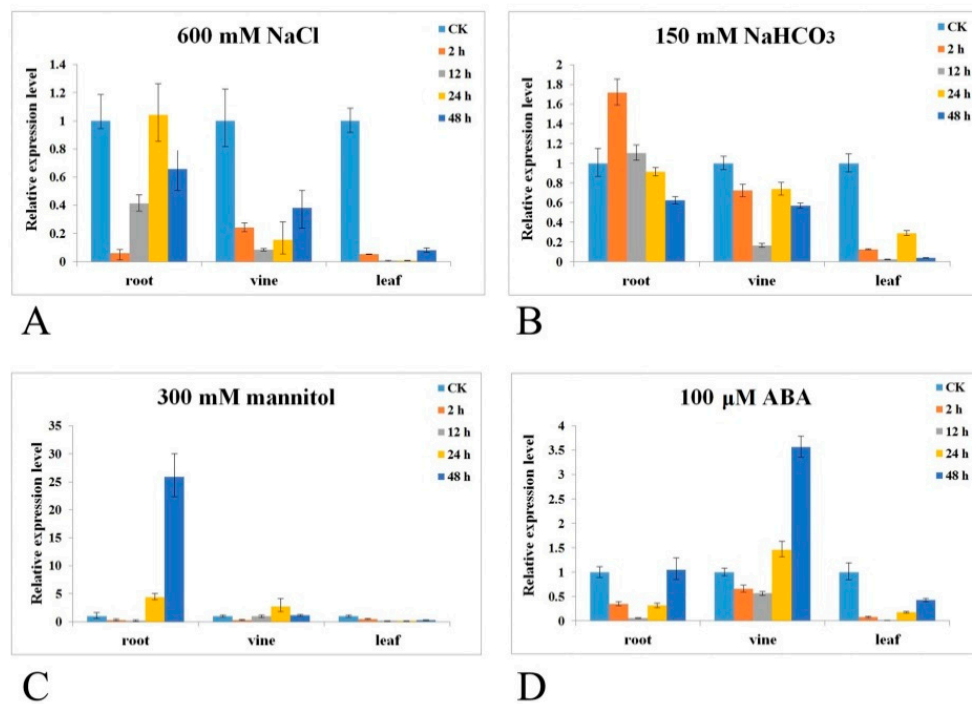 600 mM NaCl
Relative expression level
1.4
1.2
1
0.8
0.6
0.4
0.2
0
root vine leaf
CK
2 h
12 h
24 h
48 h
A
150 mM NaHCO3
Relative expression level
2
1.8
1.6
1.4
1.2
1
0.8
0.6
0.4
0.2
0
root vine leaf
CK
2 h
12 h
24 h
48 h
B
300 mM mannitol
Relative expression level
35
30
25
20
15
10
5
0
root vine leaf
CK
2 h
12 h
24 h
48 h
C
100 μM ABA
Relative expression level
4
3.5
3
2.5
2
1.5
1
0.5
0
root vine leaf
CK
2 h
12 h
24 h
48 h
D